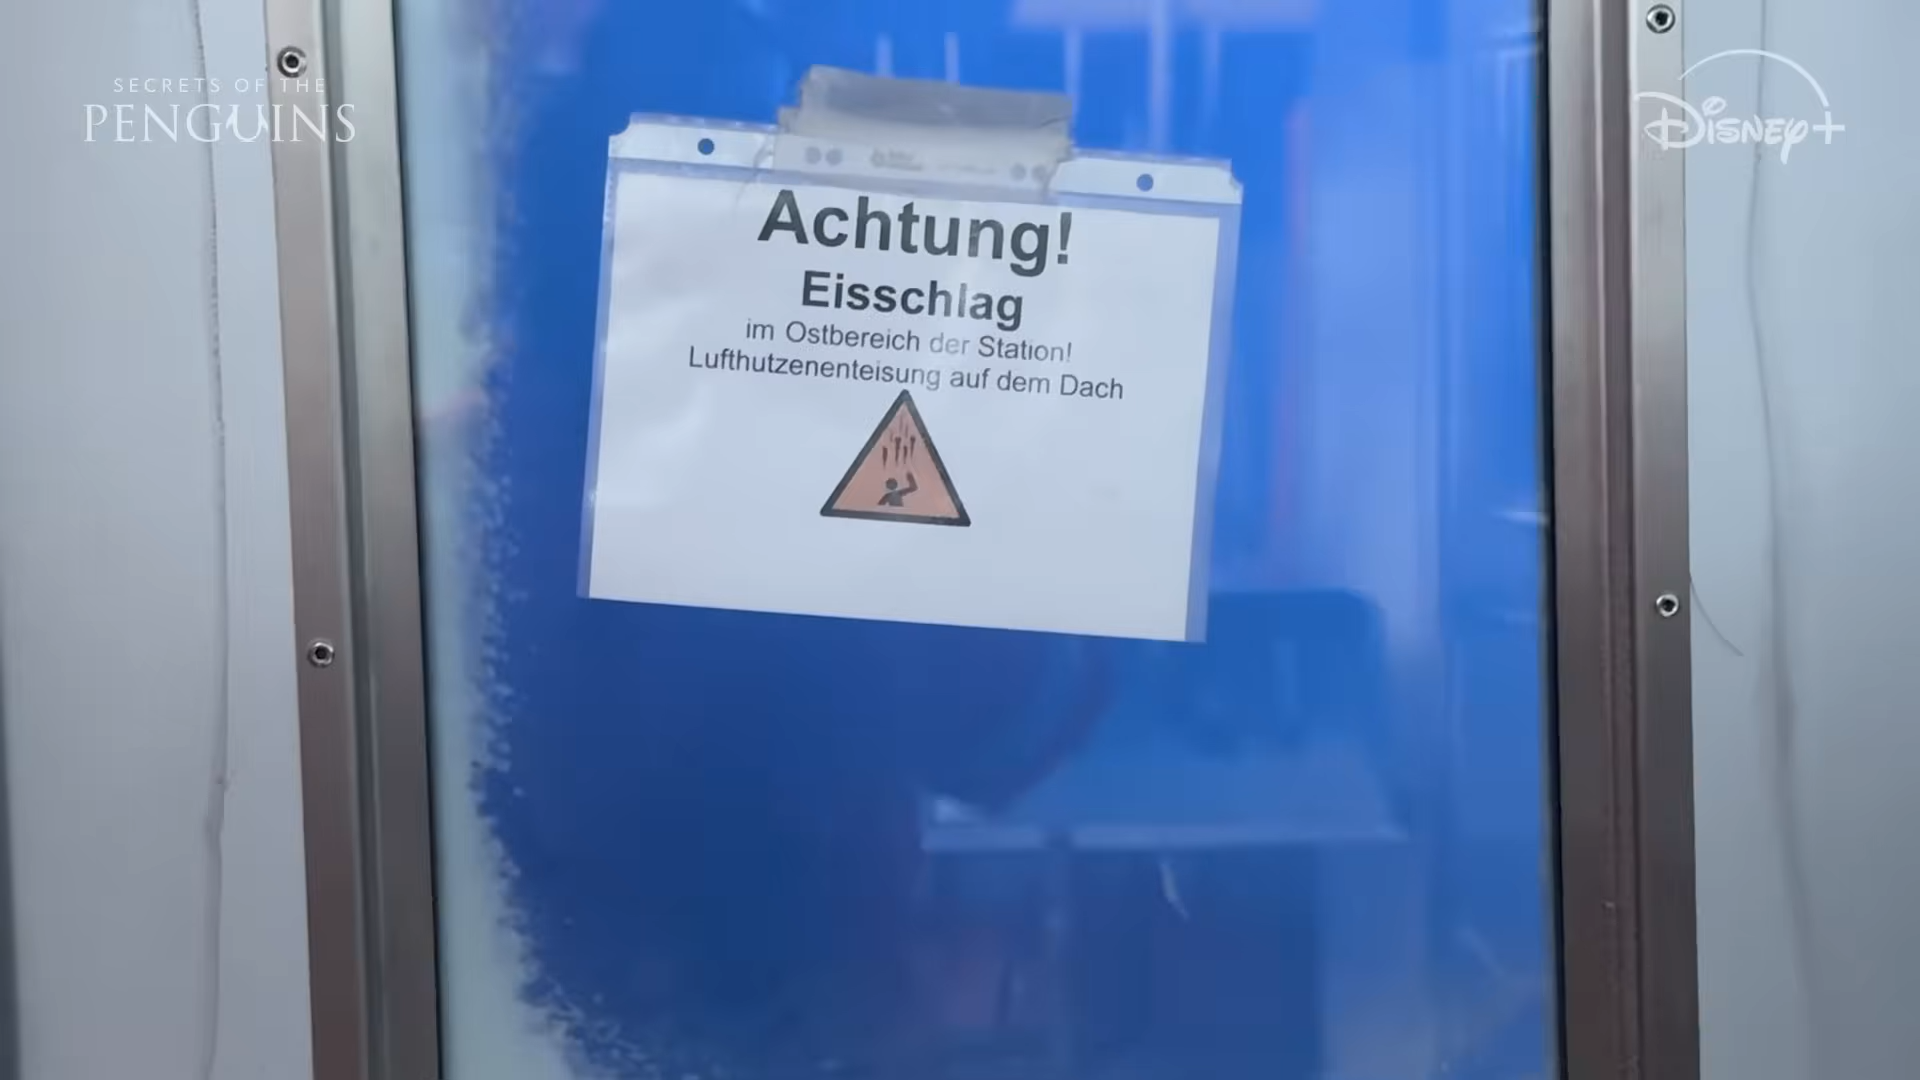 SECRETS OF THE
PENGUINS
Disney+
Achtung!
Eisschlag
im Ostbereich der Station!
Lufthutzenenteisung auf dem Dach